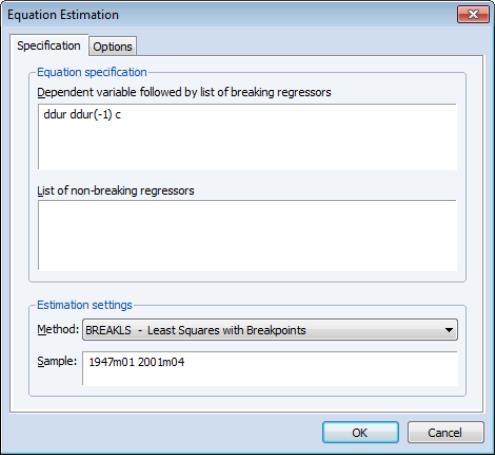 Equation Estimation
Specification Options
Equation specification
Dependent variable followed by list of breaking regressors
ddur ddur(-1) c
List of non-breaking regressors
Estimation settings
Method: BREAKLS - Least Squares with Breakpoints
Sample: 1947m01 2001m04
OK Cancel